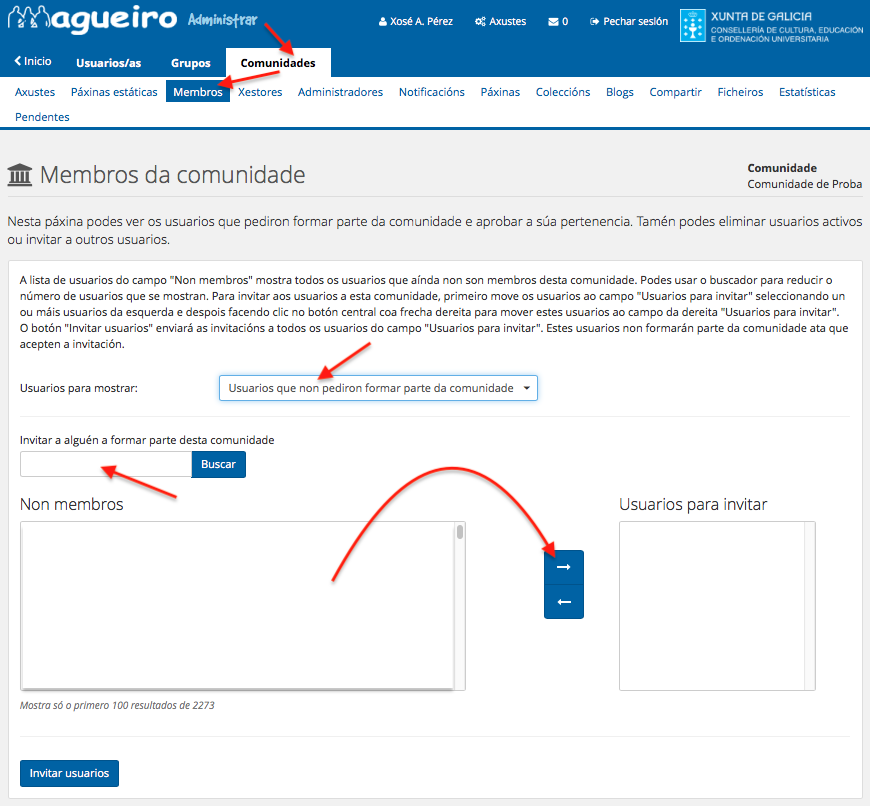 Magueiro Administrar
Xosé A. Pérez Axustes 0 Pechar sesión
XUNTA DE GALICIA
CONSELLERÍA DE CULTURA, EDUCACIÓN
E ORDENACIÓN UNIVERSITARIA
Inicio Usuarios/as Grupos Comunidades
Axustes Páxinas estáticas Membros Xestores Administradores Notificacións Páxinas Coleccións Blogs Compartir Ficheiros Estatísticas
Pendentes
Membros da comunidade
Comunidade
Comunidade de Proba
Nesta páxina podes ver os usuarios que pediron formar parte da comunidade e aprobar a súa pertenencia. Tamén podes eliminar usuarios activos
ou invitar a outros usuarios.
A lista de usuarios do campo "Non membros" mostra todos os usuarios que aínda non son membros desta comunidade. Podes usar o buscador para reducir o
número de usuarios que se mostran. Para invitar aos usuarios a esta comunidade, primeiro move os usuarios ao campo "Usuarios para invitar" seleccionando un
ou máis usuarios da esquerda e despois facendo clic no botón central coa frecha dereita para mover estes usuarios ao campo da dereita "Usuarios para invitar".
O botón "Invitar usuarios" enviará as invitacións a todos os usuarios do campo "Usuarios para invitar". Estes usuarios non formarán parte da comunidade ata que
acepten a invitación.
Usuarios para mostrar: Usuarios que non pediron formar parte da comunidade
Invitar a alguén a formar parte desta comunidade
Buscar
Non membros Usuarios para invitar
Mostra só o primero 100 resultados de 2273
Invitar usuarios